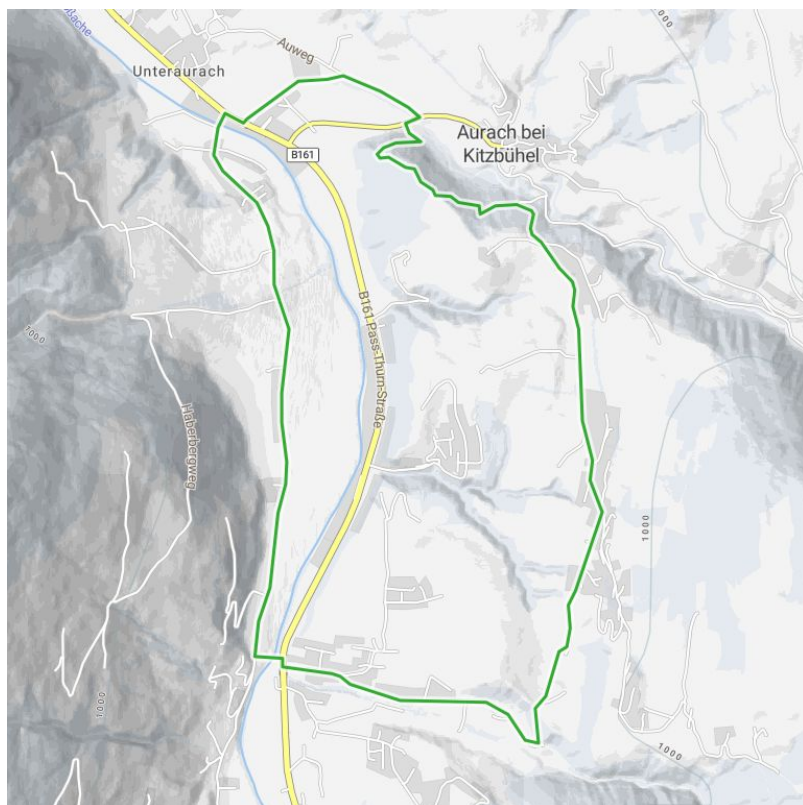 Auweg
Unteraurach
1000
Aurach bei
Kitzbühel
B161
B161 Pass-Thurn-Straße
1000
Haberbergweg
1000
1000
1000